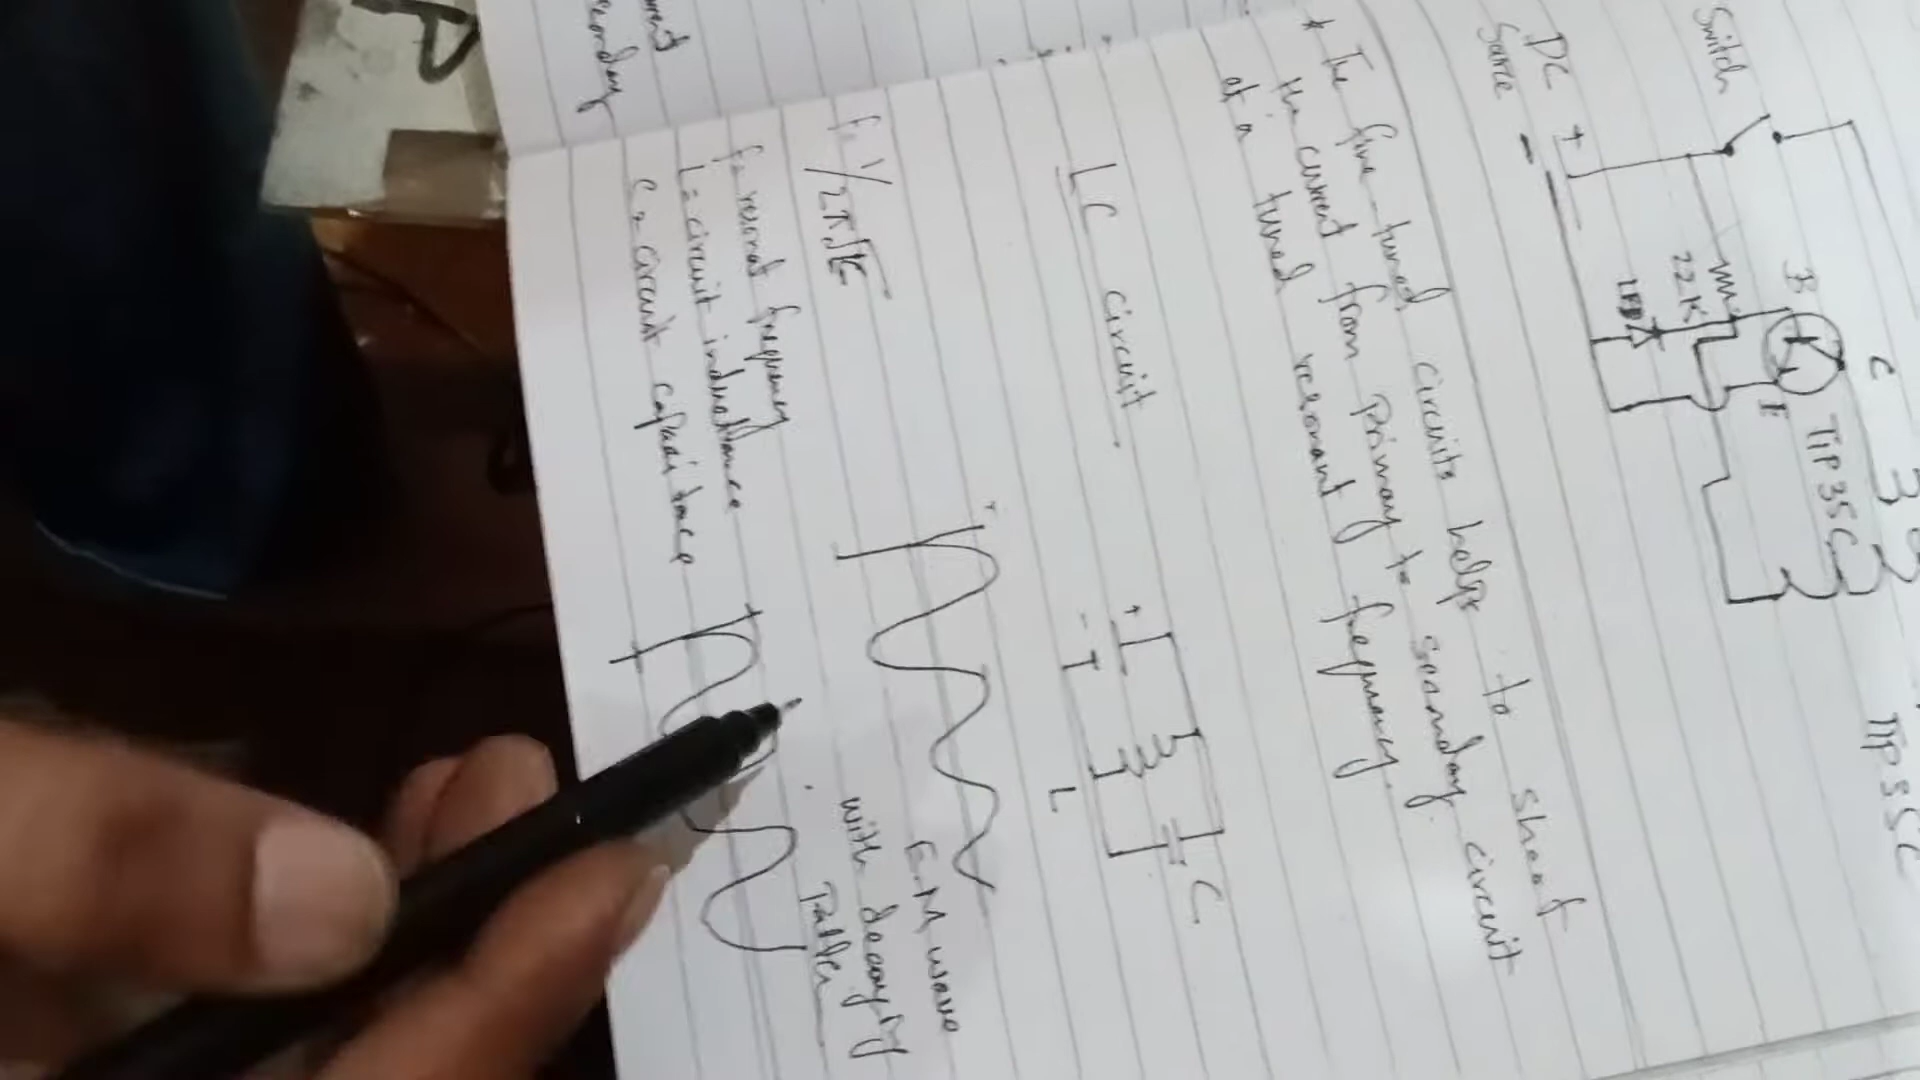 Switch
DC +
Source -
B
C
E
22K
LED
TIP35C
TIP35C
* The fine tuned circuits helps to shoot
the current from Primary to secondary circuit
at a tuned resonant frequency.
LC circuit
+
-
L
C
f= 1/2π√LC
f= resonant frequency
L= circuit inductance
C= circuit capacitance
E.M wave
with decaying